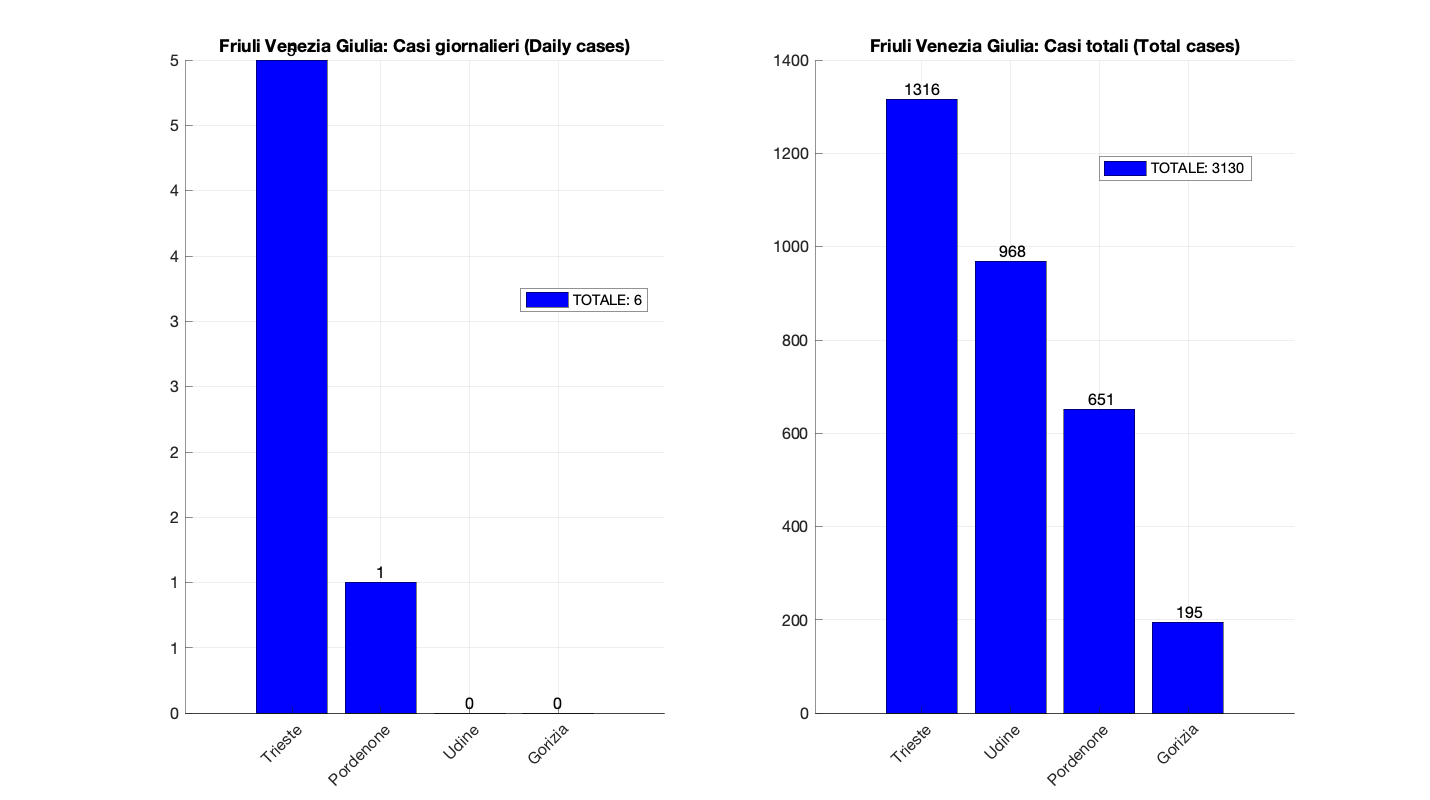 Friuli Venezia Giulia: Casi giornalieri (Daily cases)
5
5
5
4
4
3
3
2
2
1
1
0
1
0
0
TOTALE: 6
Trieste
Pordenone
Udine
Gorizia
Friuli Venezia Giulia: Casi totali (Total cases)
1400
1200
1000
800
600
400
200
0
1316
968
651
195
TOTALE: 3130
Trieste
Udine
Pordenone
Gorizia